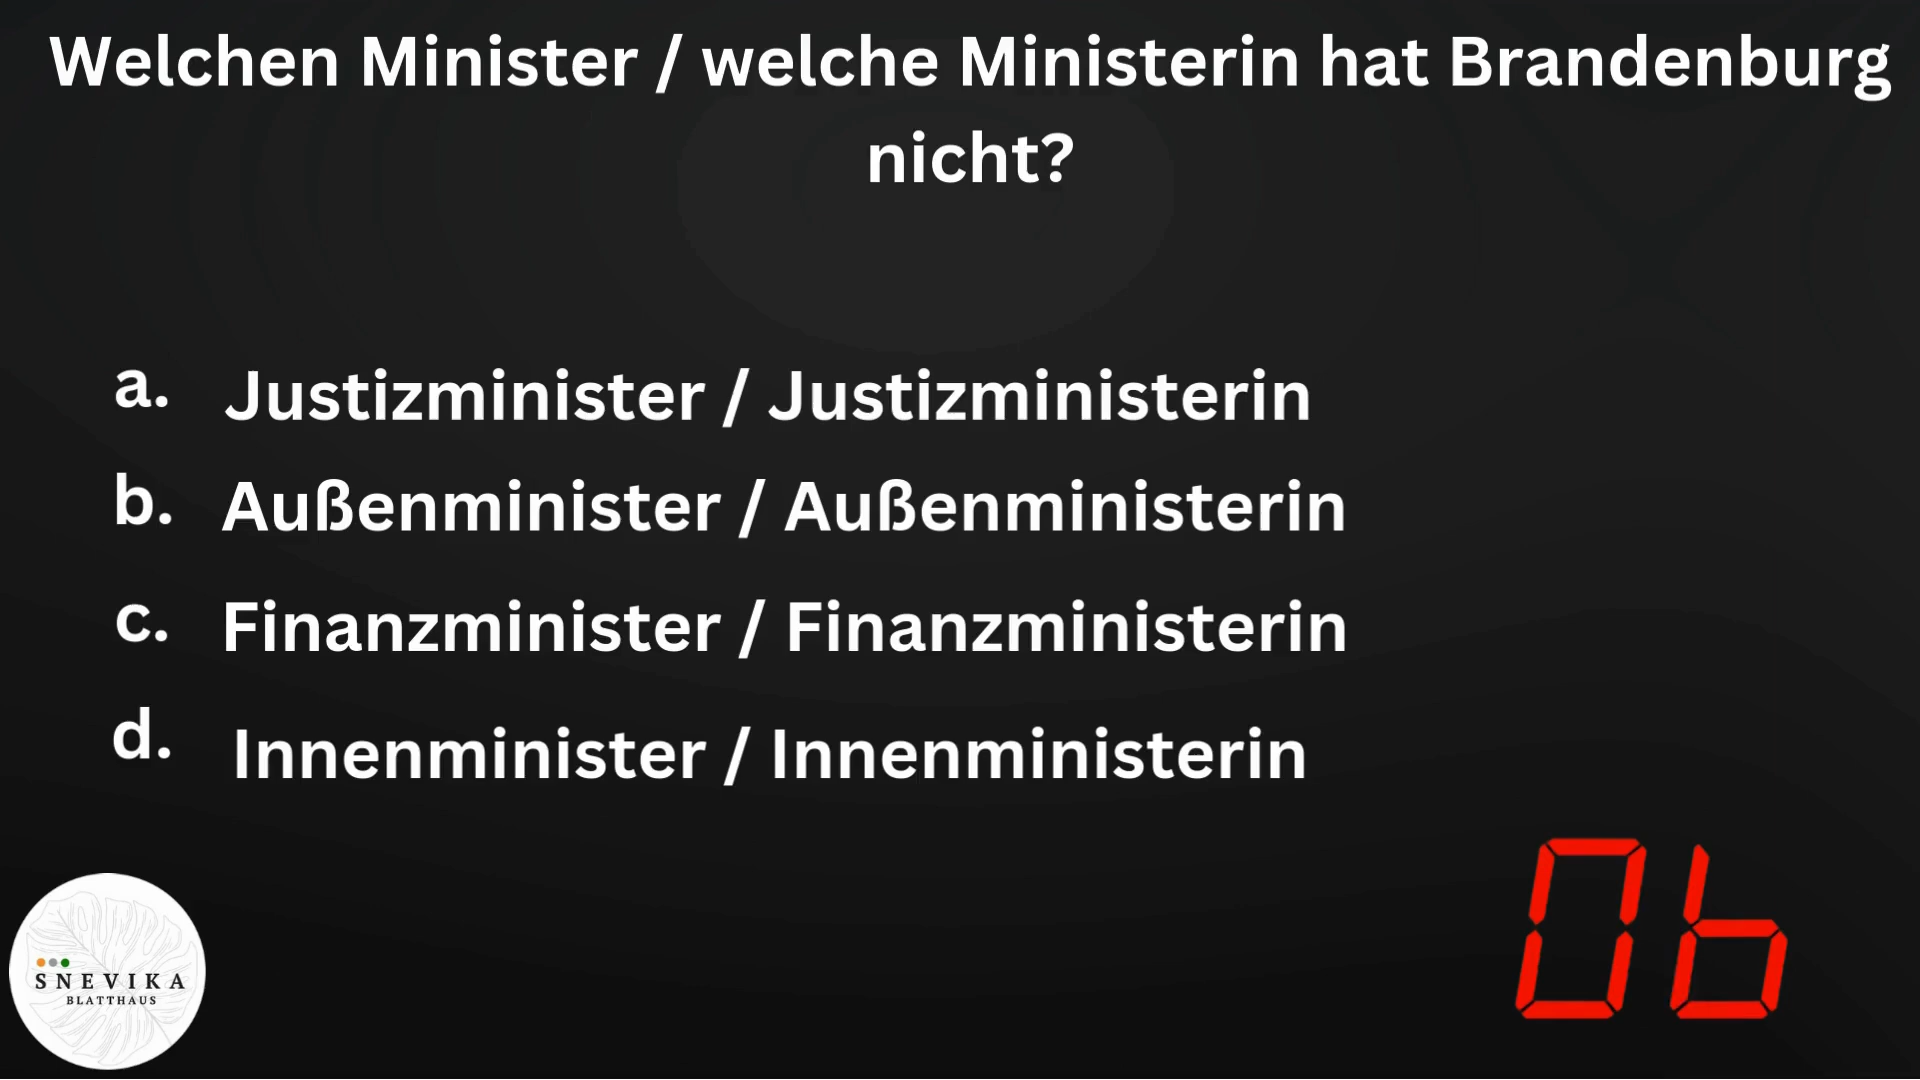 Welchen Minister / welche Ministerin hat Brandenburg
nicht?
a. Justizminister / Justizministerin
b. Außenminister / Außenministerin
c. Finanzminister / Finanzministerin
d. Innenminister / Innenministerin
06
SNEVIKA
BLATTHAUS